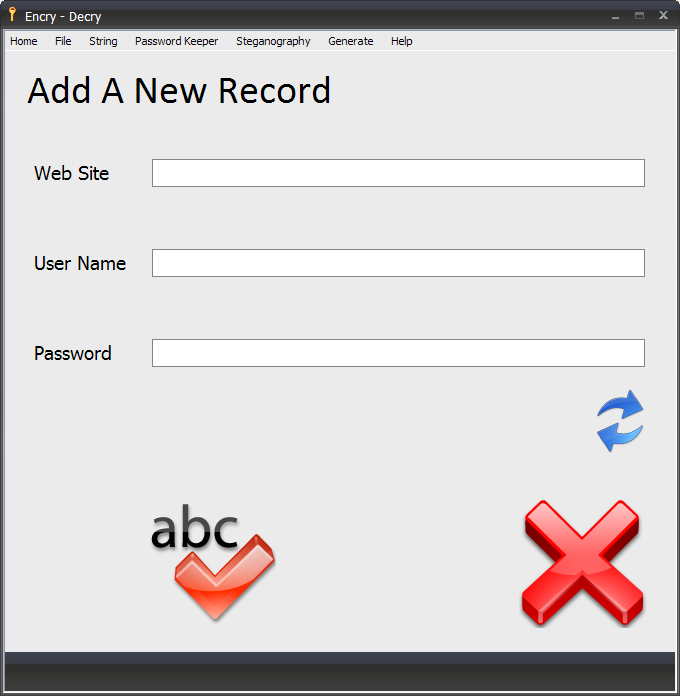 Encry - Decry
Home File String Password Keeper Steganography Generate Help
Add A New Record
Web Site
User Name
Password
abc